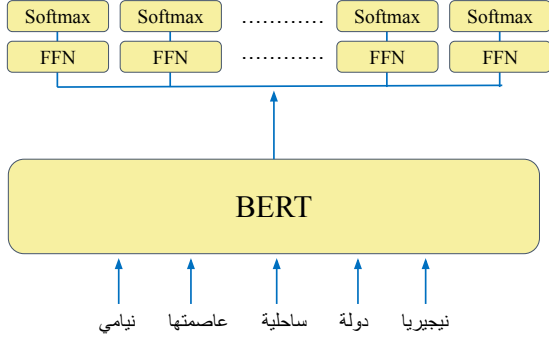 Softmax Softmax ............ Softmax Softmax
FFN FFN ............ FFN FFN
BERT
نيجيريا دولة ساحلية عاصمتها نيامي